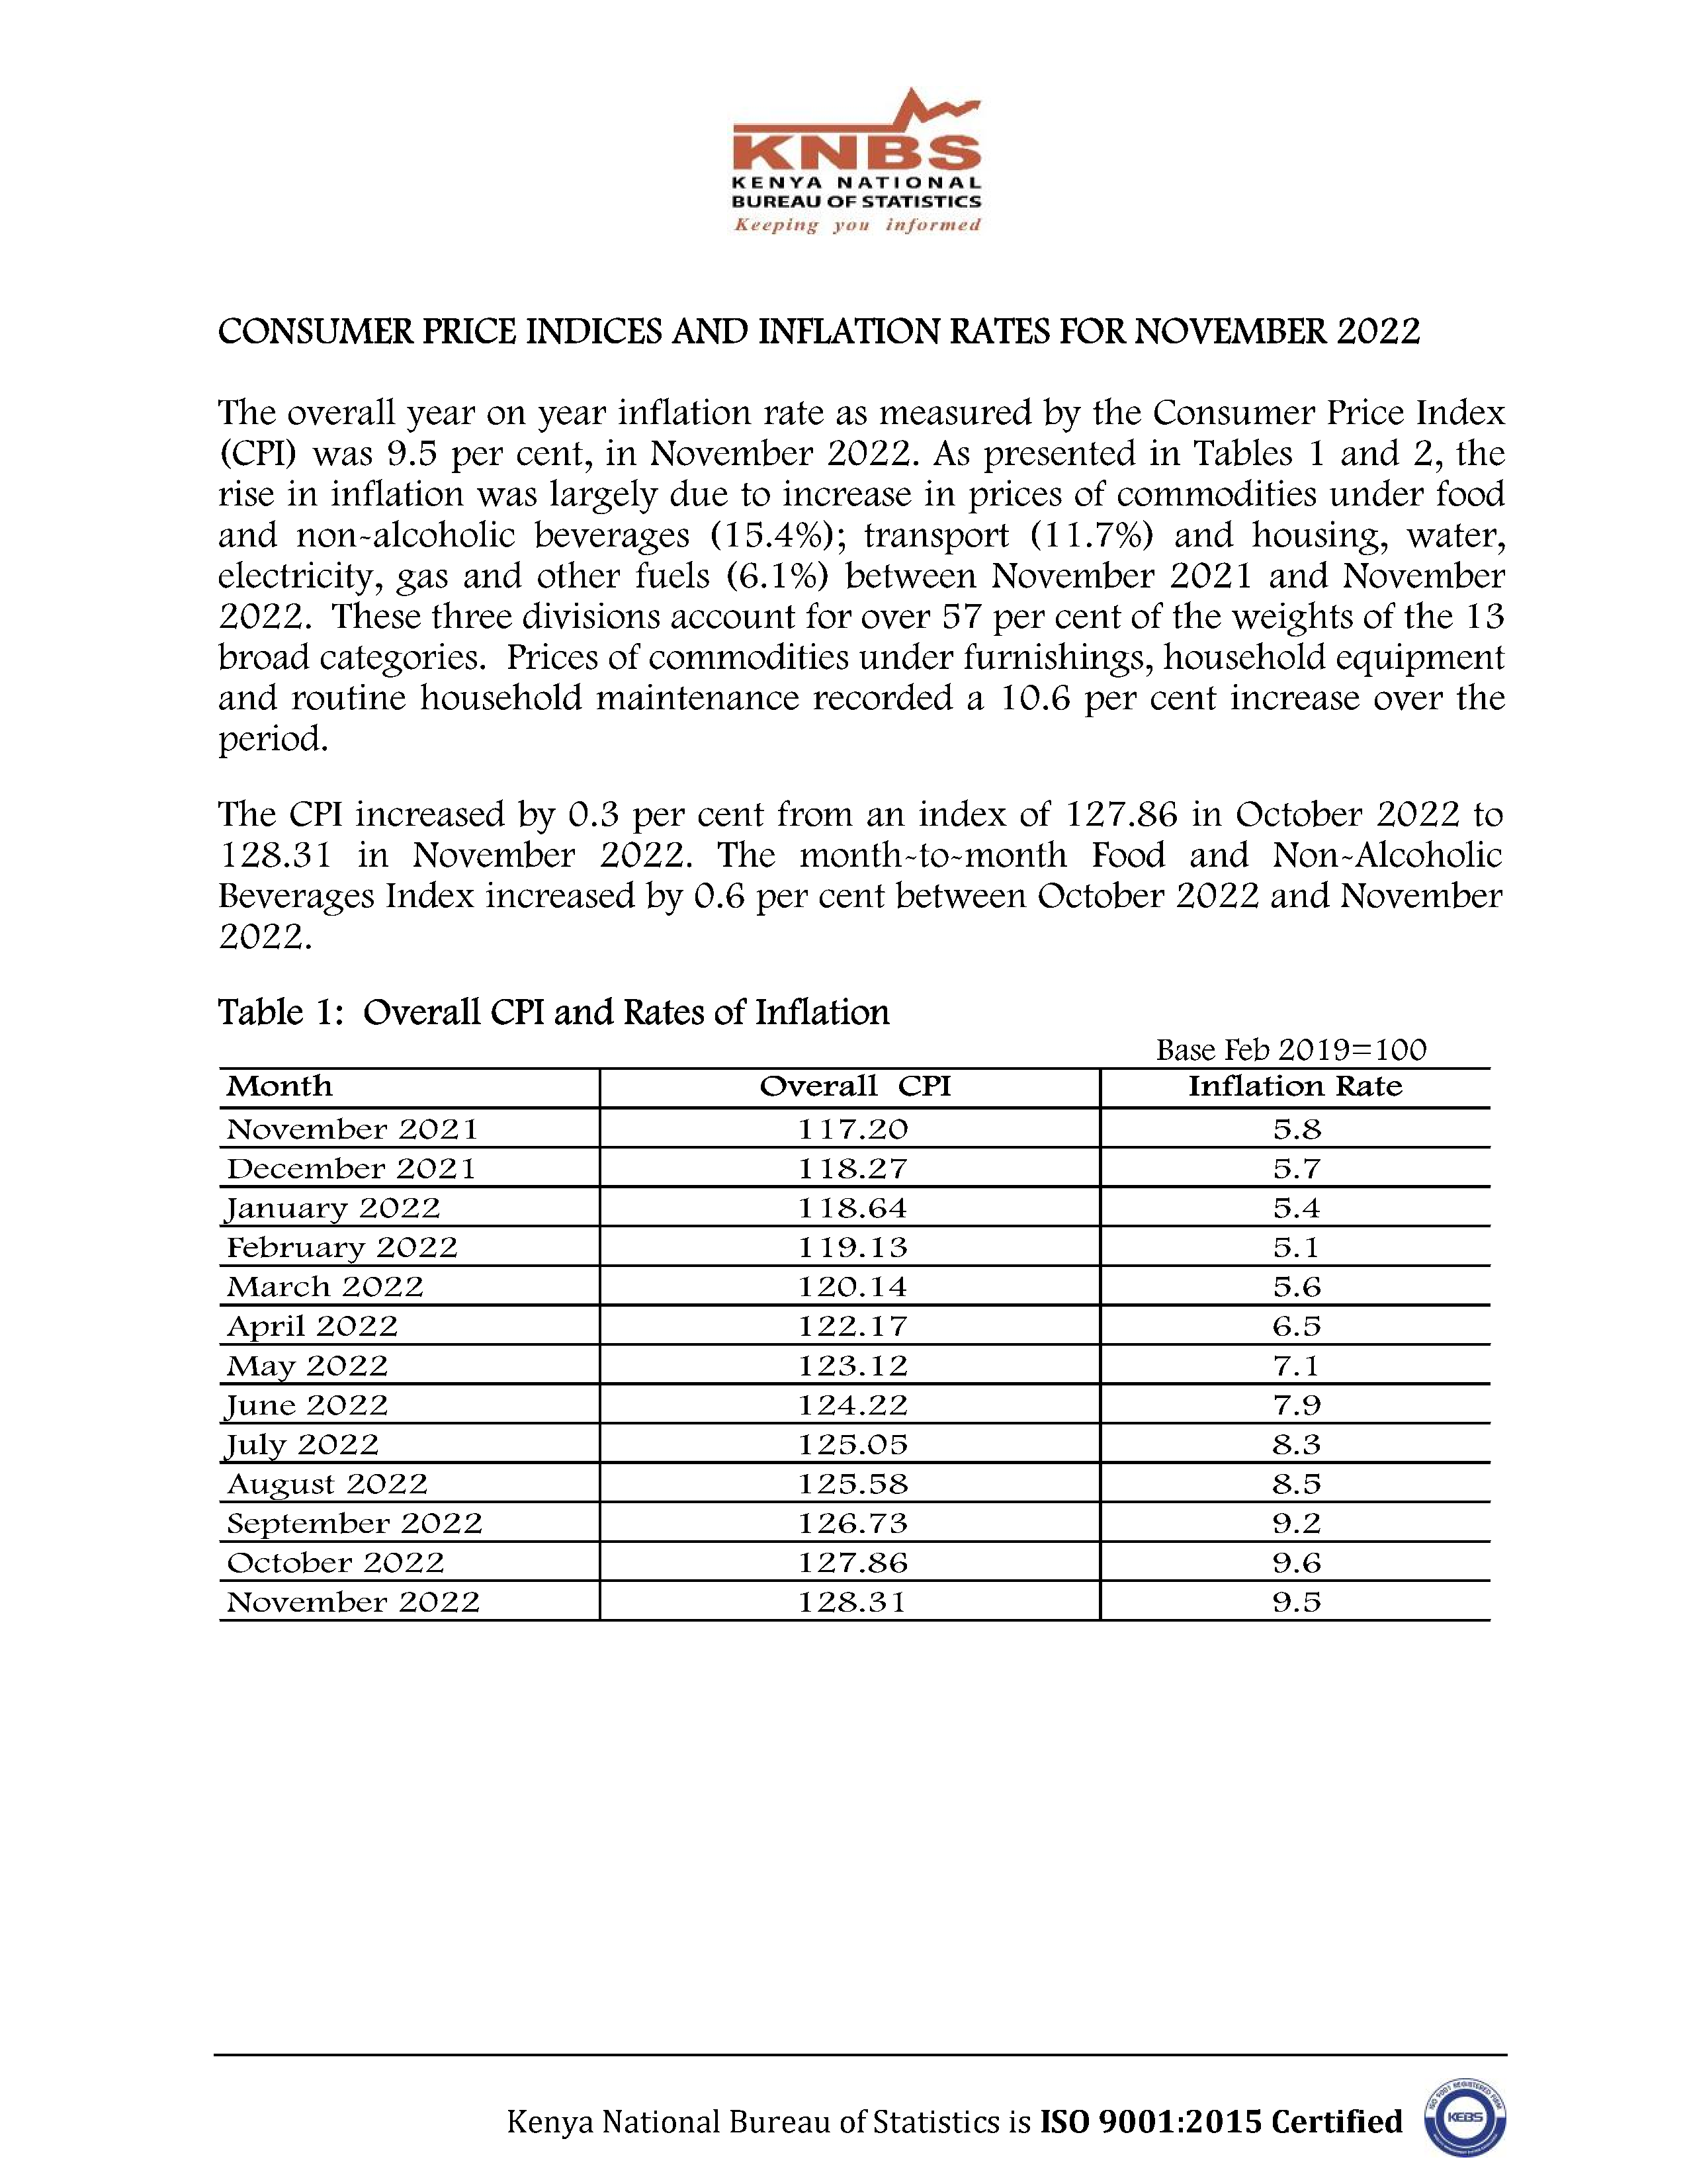 KNBS
KENYA NATIONAL
BUREAU OF STATISTICS
Keeping you informed
CONSUMER PRICE INDICES AND INFLATION RATES FOR NOVEMBER 2022
The overall year on year inflation rate as measured by the Consumer Price Index
(CPI) was 9.5 per cent, in November 2022. As presented in Tables 1 and 2, the
rise in inflation was largely due to increase in prices of commodities under food
and non-alcoholic beverages (15.4%); transport (11.7%) and housing, water,
electricity, gas and other fuels (6.1%) between November 2021 and November
2022. These three divisions account for over 57 per cent of the weights of the 13
broad categories. Prices of commodities under furnishings, household equipment
and routine household maintenance recorded a 10.6 per cent increase over the
period.
The CPI increased by 0.3 per cent from an index of 127.86 in October 2022 to
128.31 in November 2022. The month-to-month Food and Non-Alcoholic
Beverages Index increased by 0.6 per cent between October 2022 and November
2022.
Table 1: Overall CPI and Rates of Inflation
Base Feb 2019=100
Month Overall CPI Inflation Rate
November 2021 117.20 5.8
December 2021 118.27 5.7
January 2022 118.64 5.4
February 2022 119.13 5.1
March 2022 120.14 5.6
April 2022 122.17 6.5
May 2022 123.12 7.1
June 2022 124.22 7.9
July 2022 125.05 8.3
August 2022 125.58 8.5
September 2022 126.73 9.2
October 2022 127.86 9.6
November 2022 128.31 9.5
Kenya National Bureau of Statistics is ISO 9001:2015 Certified
ISO 9001 REGISTERED FIRM
KEBS